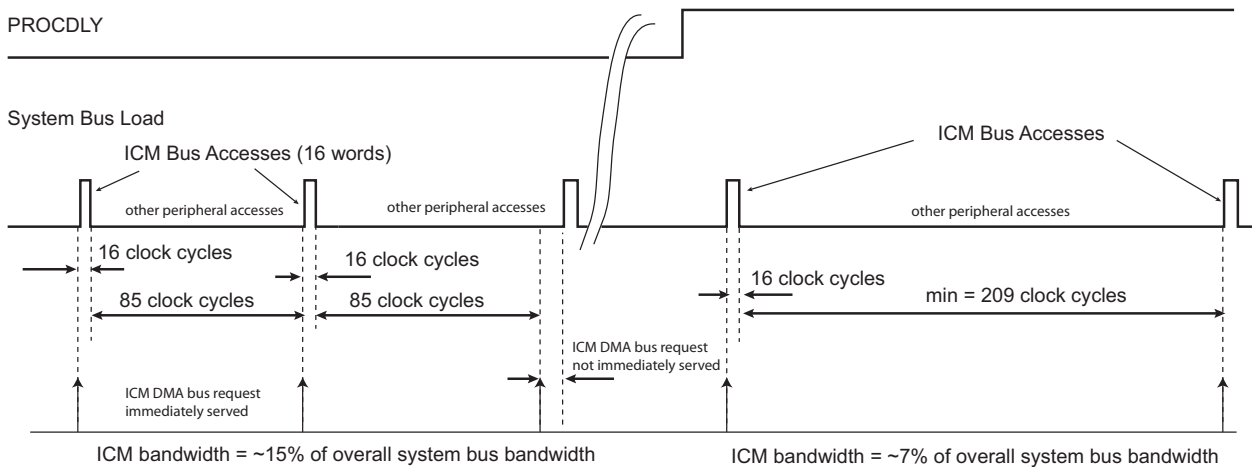 PROCDLY
System Bus Load
ICM Bus Accesses (16 words)
ICM Bus Accesses
other peripheral accesses
other peripheral accesses
other peripheral accesses
16 clock cycles
16 clock cycles
16 clock cycles
85 clock cycles
85 clock cycles
min = 209 clock cycles
ICM DMA bus request
not immediately served
ICM DMA bus request
immediately served
ICM bandwidth = ~15% of overall system bus bandwidth
ICM bandwidth = ~7% of overall system bus bandwidth